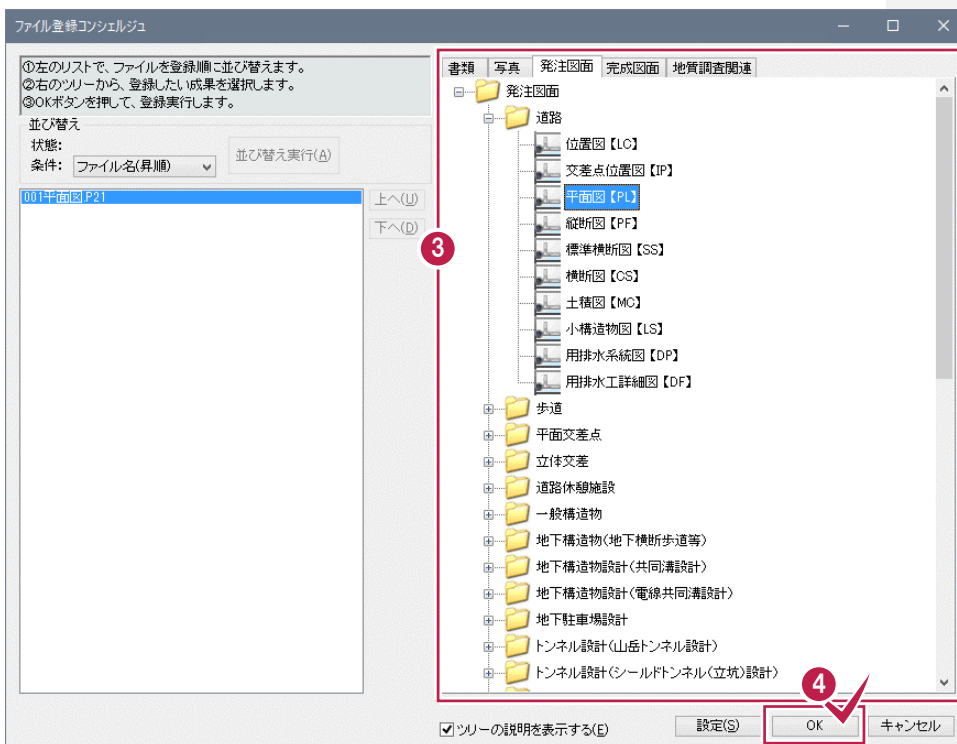 ファイル登録コンシェルジュ
①左のリストで、ファイルを登録順に並び替えます。
②右のツリーから、登録したい成果を選択します。
③OKボタンを押して、登録実行します。
並び替え
状態:
条件: ファイル名(昇順)
並び替え実行(A)
001平面図.P21
上へ(U)
下へ(D)
3
書類 写真 発注図面 完成図面 地質調査関連
発注図面
道路
位置図【LC】
交差点位置図【IP】
平面図【PL】
縦断図【PF】
標準横断図【SS】
横断図【CS】
土積図【MC】
小構造物図【LS】
用排水系統図【DP】
用排水工詳細図【DF】
歩道
平面交差点
立体交差
道路休憩施設
一般構造物
地下構造物(地下横断歩道等)
地下構造物設計(共同溝設計)
地下構造物設計(電線共同溝設計)
地下駐車場設計
トンネル設計(山岳トンネル設計)
トンネル設計(シールドトンネル(立坑)設計)
4
ツリーの説明を表示する(E)
設定(S)
OK
キャンセル